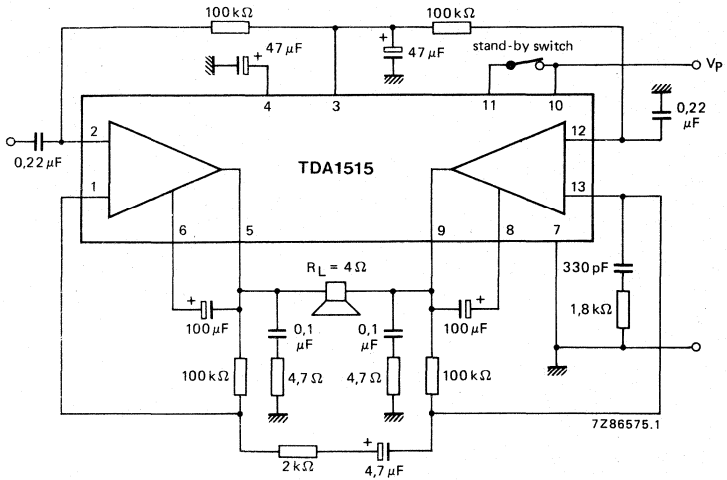 100 kΩ
100 kΩ
47 µF
+
+
47 µF
stand-by switch
V_P
4
3
11
10
0,22
µF
2
12
0,22 µF
TDA1515
1
13
6
5
9
8
7
R_L = 4 Ω
330 pF
+
100 µF
0,1
µF
0,1
µF
+
100 µF
1,8 kΩ
100 kΩ
4,7 Ω
4,7 Ω
100 kΩ
7Z86575.1
2 kΩ
+
4,7 µF